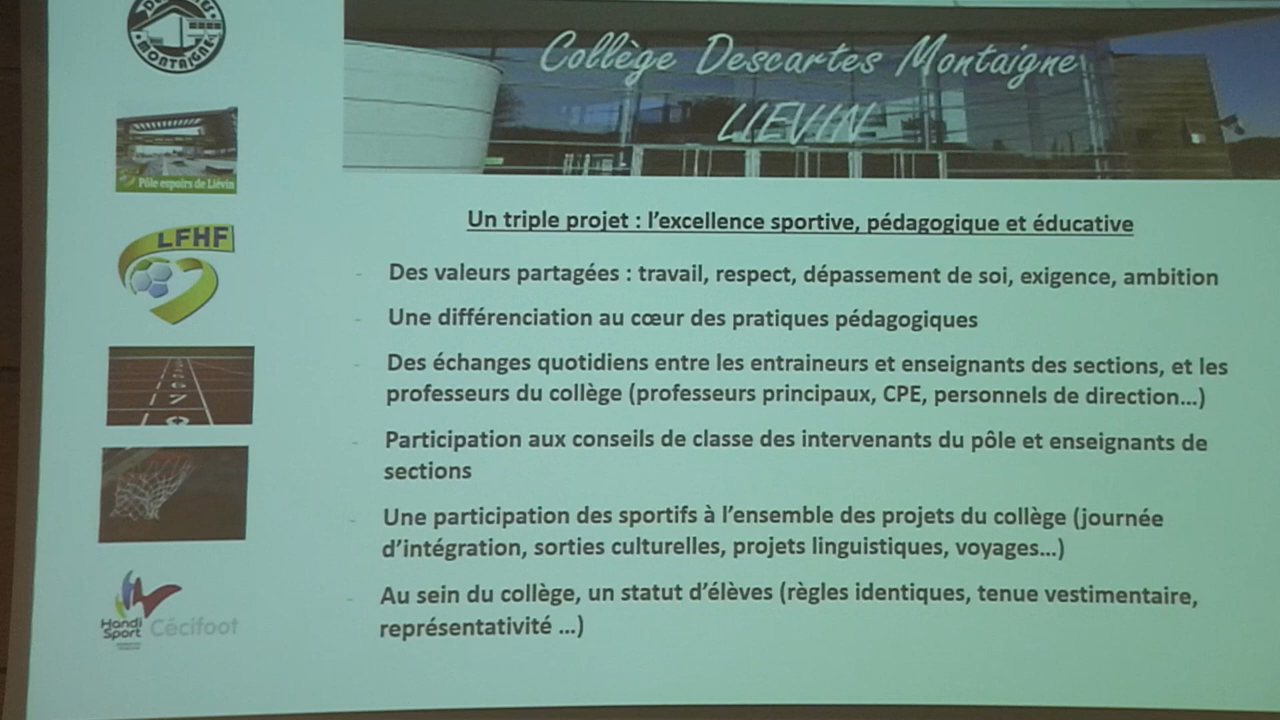 MONTAIGNE
Pôle espoirs de Liévin
LFHF
Handi
Sport
Cécifoot
Collège Descartes Montaigne
LIEVIN
Un triple projet : l'excellence sportive, pédagogique et éducative
- Des valeurs partagées : travail, respect, dépassement de soi, exigence, ambition
- Une différenciation au cœur des pratiques pédagogiques
- Des échanges quotidiens entre les entraineurs et enseignants des sections, et les
professeurs du collège (professeurs principaux, CPE, personnels de direction...)
- Participation aux conseils de classe des intervenants du pôle et enseignants de
sections
- Une participation des sportifs à l'ensemble des projets du collège (journée
d'intégration, sorties culturelles, projets linguistiques, voyages...)
- Au sein du collège, un statut d'élèves (règles identiques, tenue vestimentaire,
représentativité ...)